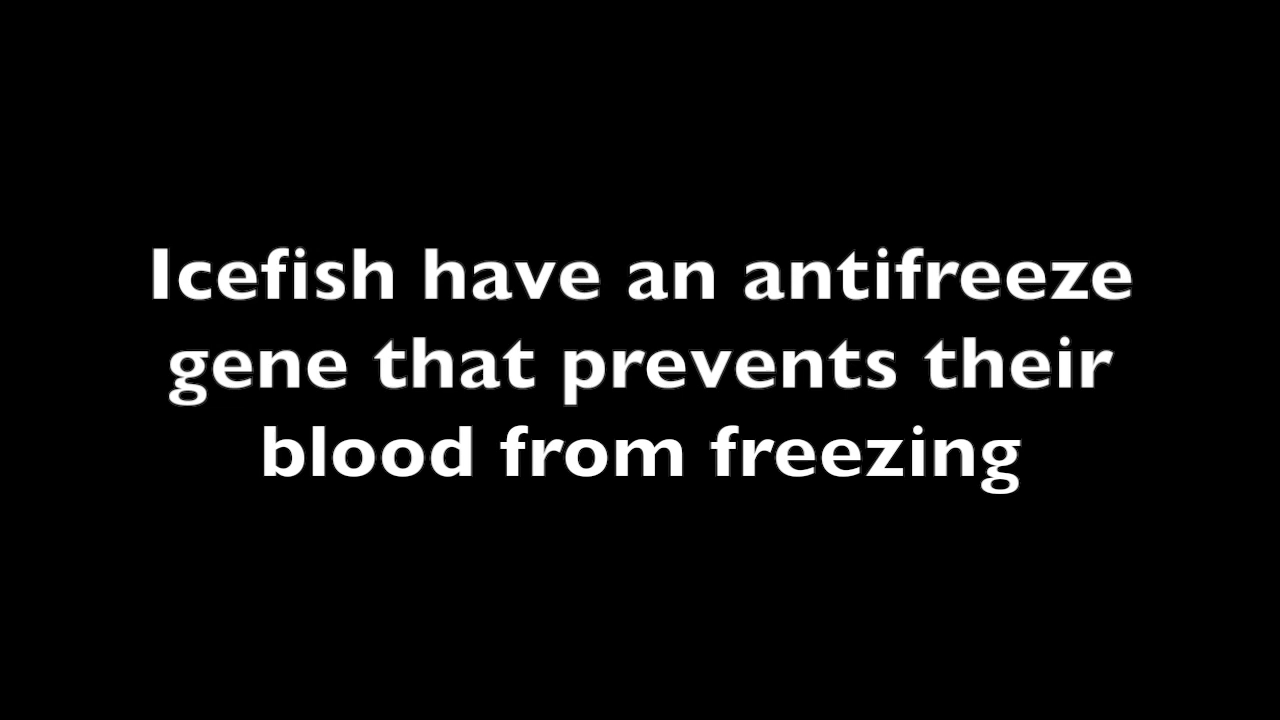 Icefish have an antifreeze
gene that prevents their
blood from freezing